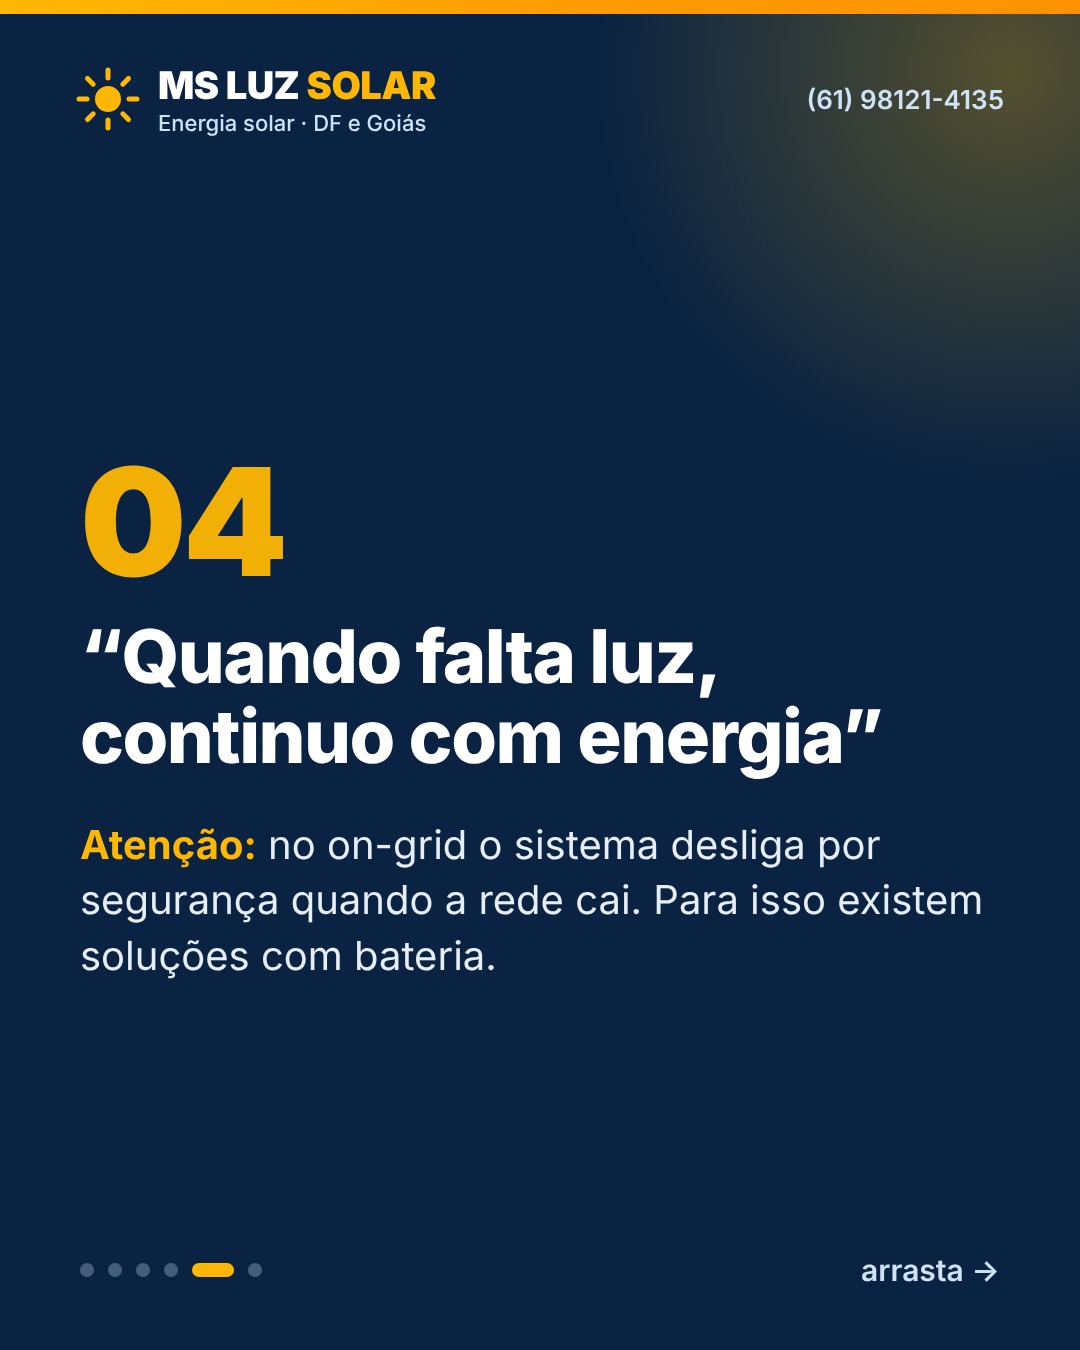 MS LUZ SOLAR
Energia solar · DF e Goiás
(61) 98121-4135
04
“Quando falta luz,
continuo com energia”
Atenção: no on-grid o sistema desliga por
segurança quando a rede cai. Para isso existem
soluções com bateria.
arrasta →